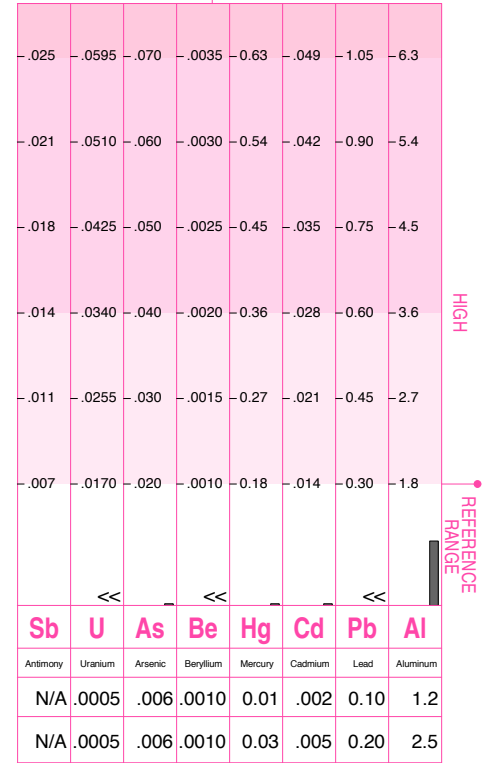 .025 .0595 .070 .0035 0.63 .049 1.05 6.3
.021 .0510 .060 .0030 0.54 .042 0.90 5.4
.018 .0425 .050 .0025 0.45 .035 0.75 4.5
.014 .0340 .040 .0020 0.36 .028 0.60 3.6
HIGH
.011 .0255 .030 .0015 0.27 .021 0.45 2.7
.007 .0170 .020 .0010 0.18 .014 0.30 1.8
REFERENCE
RANGE
<< << <<
Sb U As Be Hg Cd Pb Al
Antimony Uranium Arsenic Beryllium Mercury Cadmium Lead Aluminum
N/A .0005 .006 .0010 0.01 .002 0.10 1.2
N/A .0005 .006 .0010 0.03 .005 0.20 2.5